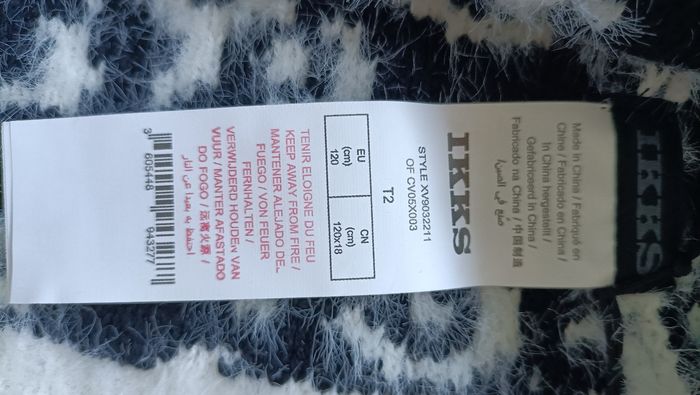 IKKS
Made in China / Fabriqué en
Chine / Fabricado en China /
In China hergestellt /
Gefabriceerd in China /
Fabricado na China / 中国制造
صنع في الصين /
IKKS
STYLE XV9032211
OF CV05X003
T2
EU CN
(cm) (cm)
120 120x18
TENIR ELOIGNE DU FEU
KEEP AWAY FROM FIRE /
MANTENER ALEJADO DEL
FUEGO / VON FEUER
FERNHALTEN /
VERWIJDERD HOUDEN VAN
VUUR / MANTER AFASTADO
DO FOGO / 远离火源 /
احتفظ به بعيدا عن النار
3 605448 943277